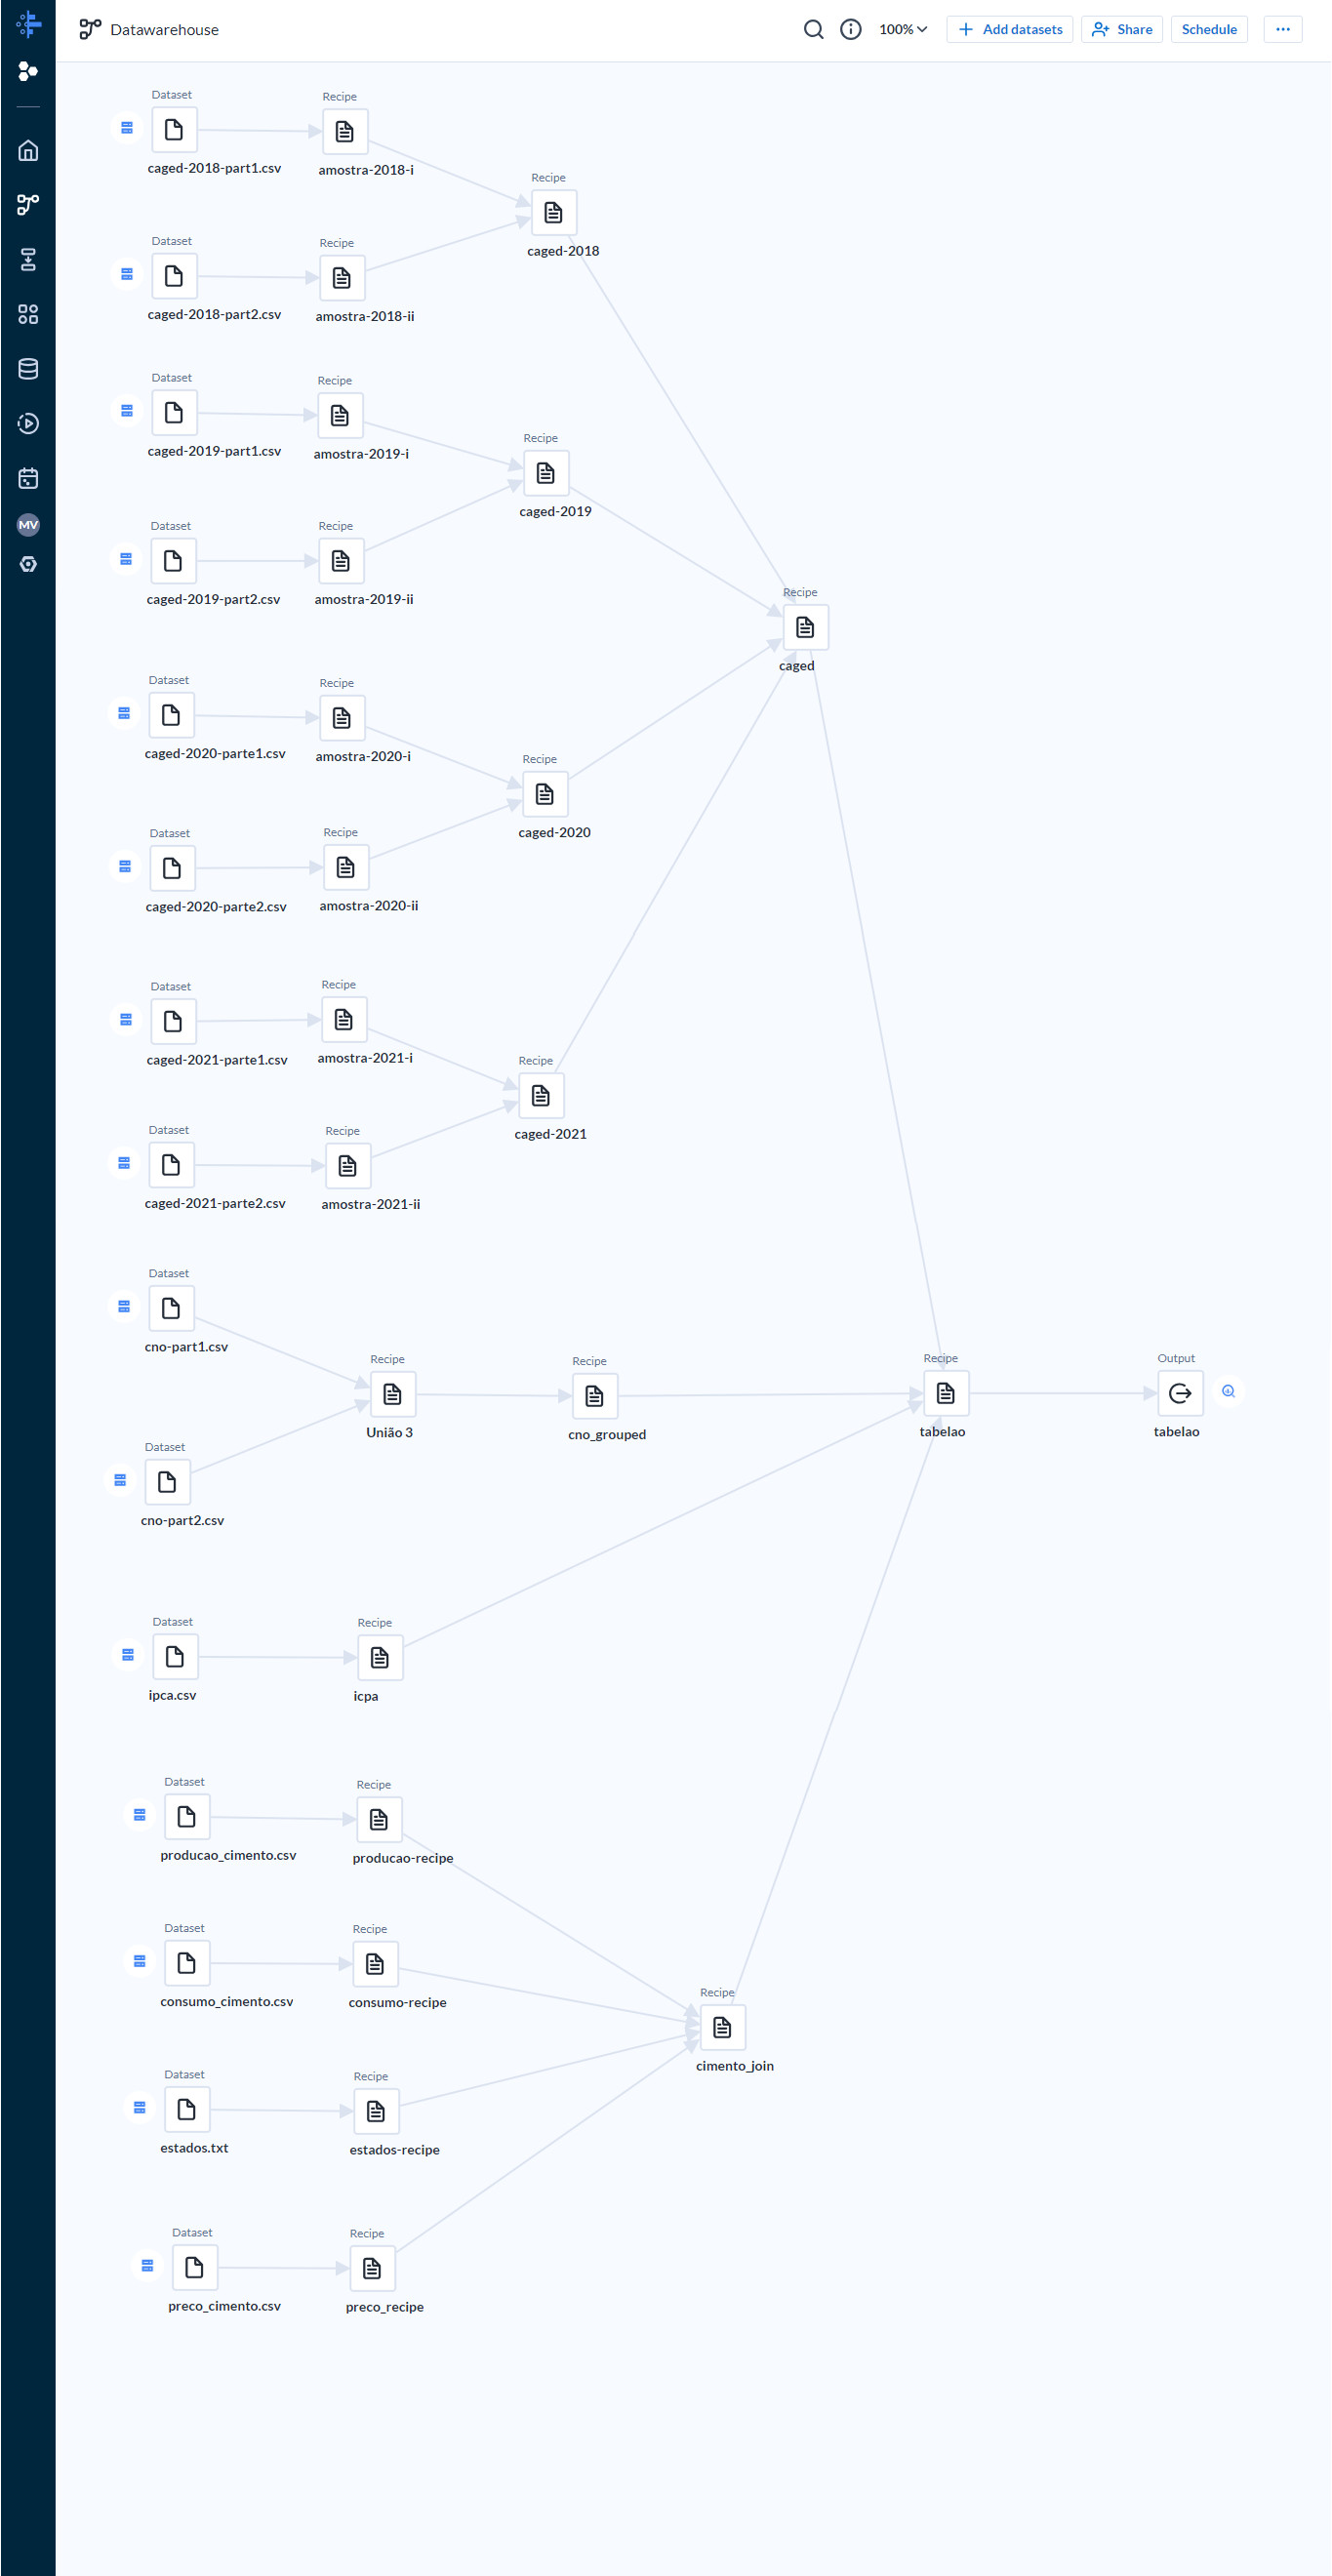 Datawarehouse
100%
Add datasets
Share
Schedule
MV
Dataset
caged-2018-part1.csv
Recipe
amostra-2018-i
Recipe
caged-2018
Dataset
caged-2018-part2.csv
Recipe
amostra-2018-ii
Dataset
caged-2019-part1.csv
Recipe
amostra-2019-i
Recipe
caged-2019
Dataset
caged-2019-part2.csv
Recipe
amostra-2019-ii
Recipe
caged
Dataset
caged-2020-parte1.csv
Recipe
amostra-2020-i
Recipe
caged-2020
Dataset
caged-2020-parte2.csv
Recipe
amostra-2020-ii
Dataset
caged-2021-parte1.csv
Recipe
amostra-2021-i
Recipe
caged-2021
Dataset
caged-2021-parte2.csv
Recipe
amostra-2021-ii
Dataset
cno-part1.csv
Recipe
União 3
Recipe
cno_grouped
Recipe
tabelao
Output
tabelao
Dataset
cno-part2.csv
Dataset
ipca.csv
Recipe
icpa
Dataset
producao_cimento.csv
Recipe
producao-recipe
Dataset
consumo_cimento.csv
Recipe
consumo-recipe
Recipe
cimento_join
Dataset
estados.txt
Recipe
estados-recipe
Dataset
preco_cimento.csv
Recipe
preco_recipe